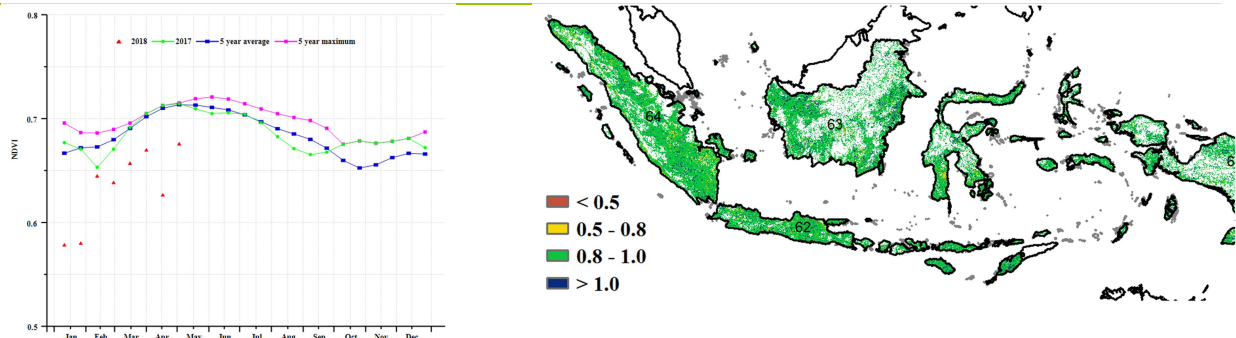 0.8
2018 2017 5 year average 5 year maximum
0.7
NDVI
0.6
0.5
Jan Feb Mar Apr May Jun Jul Aug Sep Oct Nov Dec
64
63
62
< 0.5
0.5 - 0.8
0.8 - 1.0
> 1.0